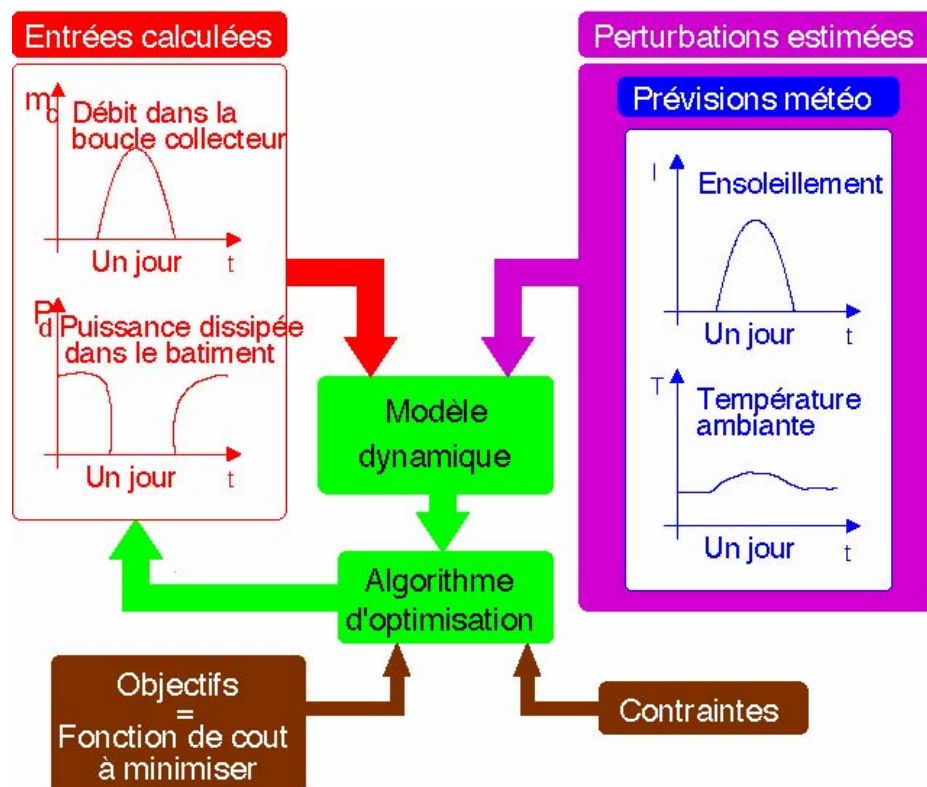 Entrées calculées
m c
Débit dans la
boucle collecteur
Un jour t
P d
Puissance dissipée
dans le batiment
Un jour t
Perturbations estimées
Prévisions météo
I
Ensoleillement
Un jour t
T
Température
ambiante
Un jour t
Modèle
dynamique
Algorithme
d'optimisation
Objectifs
=
Fonction de cout
à minimiser
Contraintes